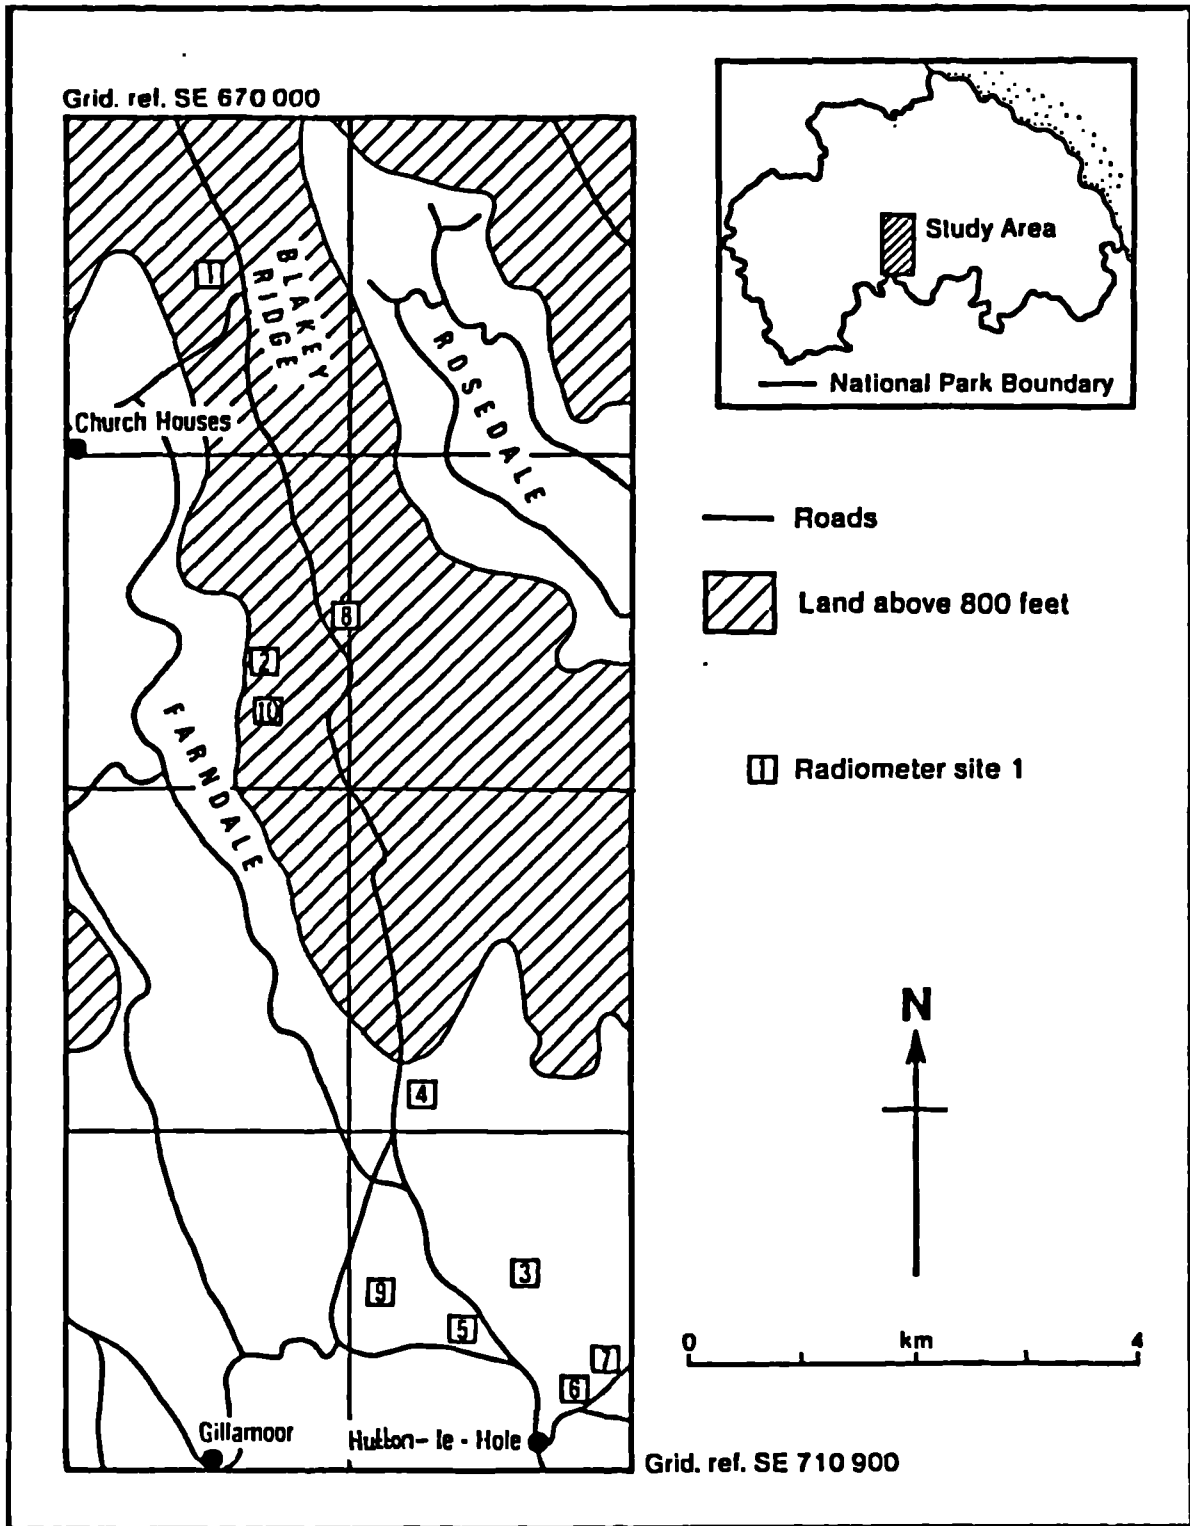 Grid. ref. SE 670 000
Study Area
National Park Boundary
BLAKEY
RIDGE
ROSEDALE
Church Houses
Roads
Land above 800 feet
FARNDALE
1
8
2
10
1 Radiometer site 1
N
4
3
9
5
7
6
0 km 4
Gillamoor
Hutton-le-Hole
Grid. ref. SE 710 900